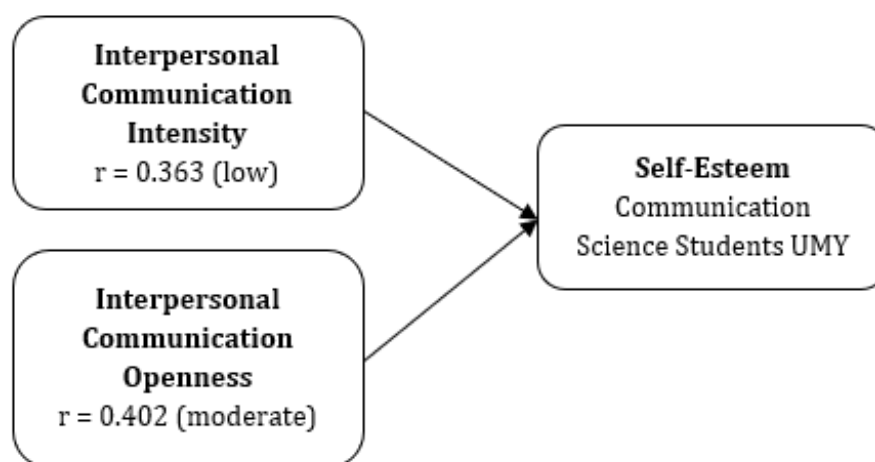 Interpersonal
Communication
Intensity
r = 0.363 (low)
Interpersonal
Communication
Openness
r = 0.402 (moderate)
Self-Esteem
Communication
Science Students UMY